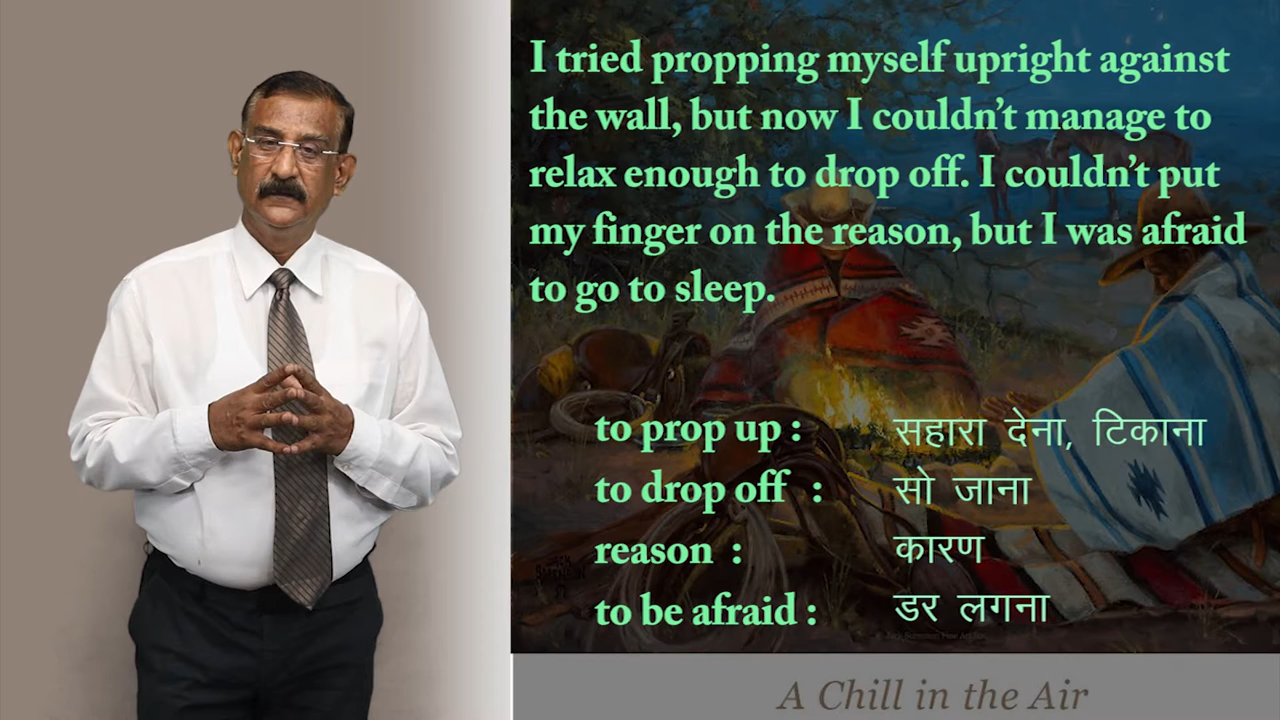 I tried propping myself upright against
the wall, but now I couldn't manage to
relax enough to drop off. I couldn't put
my finger on the reason, but I was afraid
to go to sleep.
to prop up : सहारा देना, टिकाना
to drop off : सो जाना
reason : कारण
to be afraid : डर लगना
A Chill in the Air